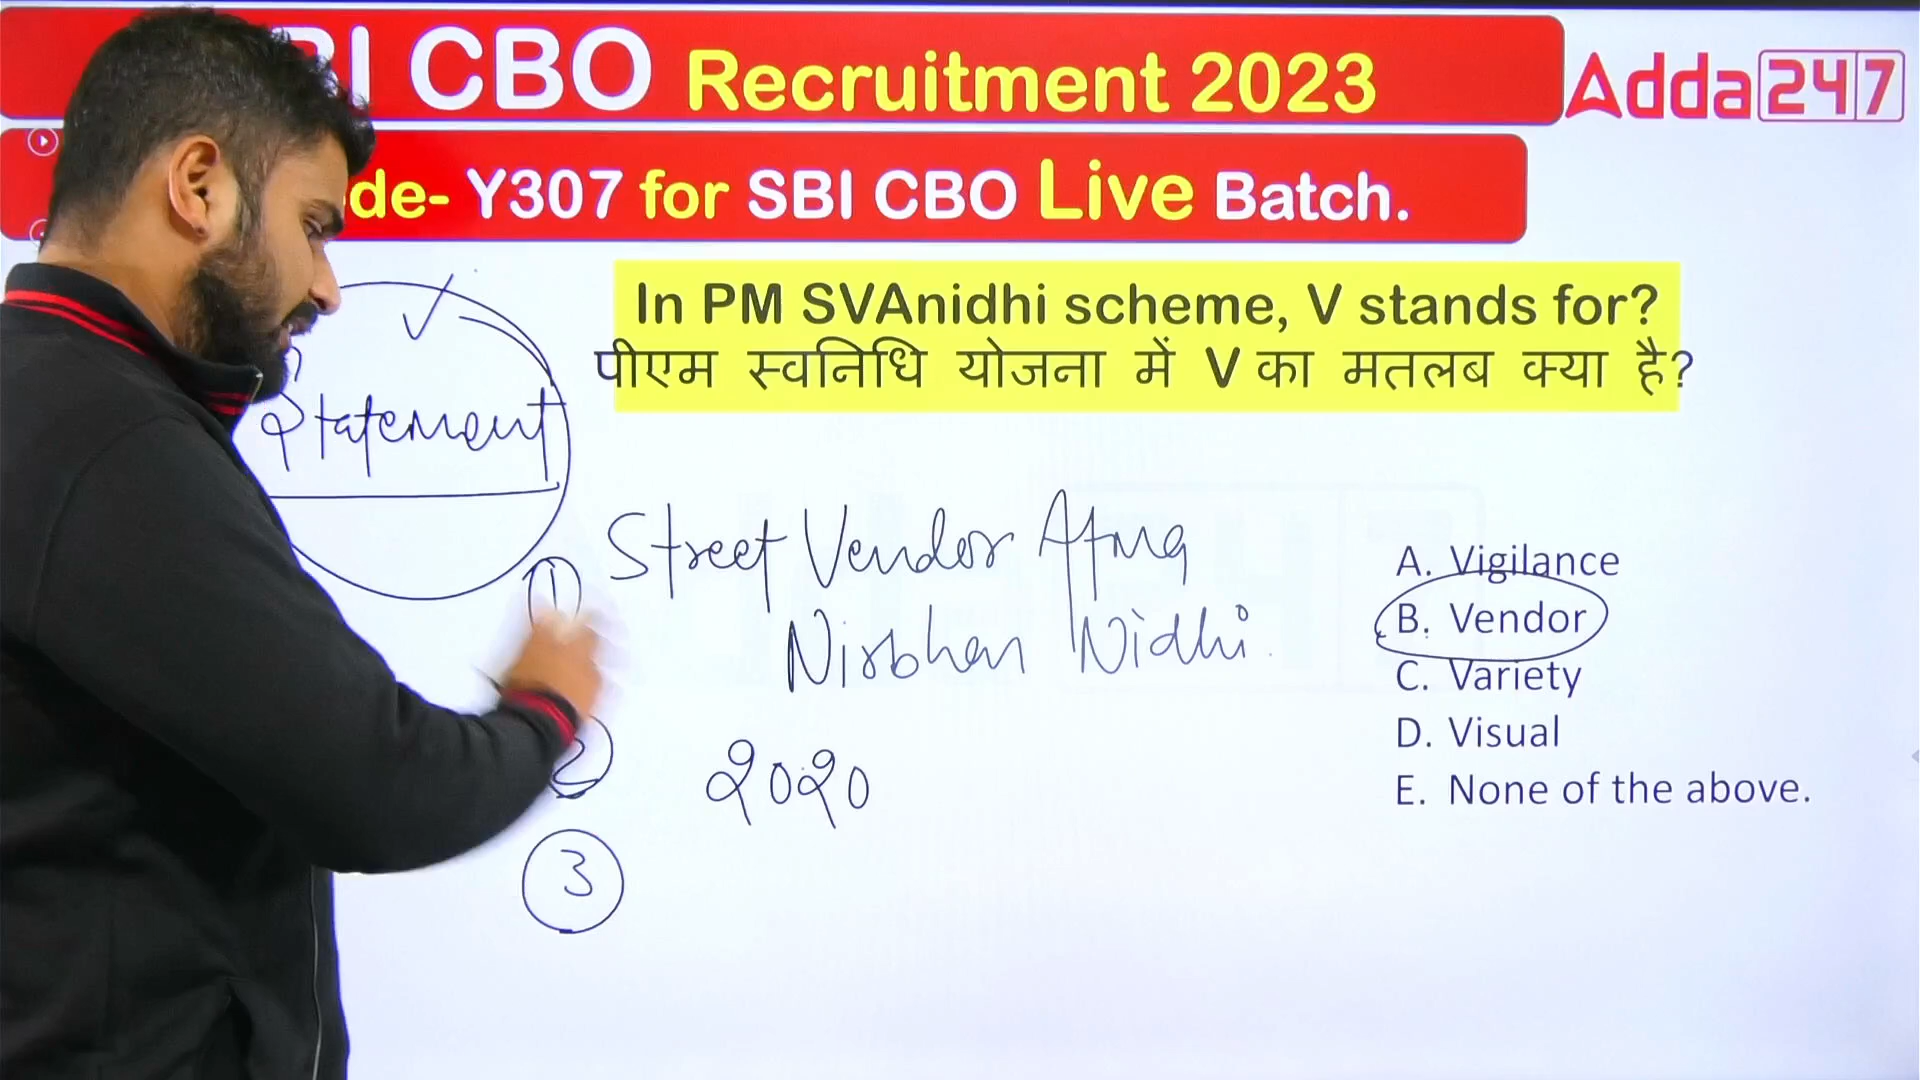 BI CBO Recruitment 2023
Adda247
de- Y307 for SBI CBO Live Batch.
In PM SVAnidhi scheme, V stands for?
पीएम स्वनिधि योजना में V का मतलब क्या है?
Statement
1 Street Vendor Atma
Nirbhar Nidhi.
2 2020
3
A. Vigilance
B. Vendor
C. Variety
D. Visual
E. None of the above.